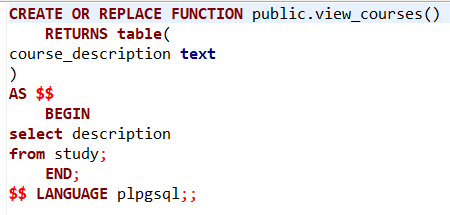 CREATE OR REPLACE FUNCTION public.view_courses()
    RETURNS table(
course_description text
)
AS $$
    BEGIN
select description
from study;
    END;
$$ LANGUAGE plpgsql;;